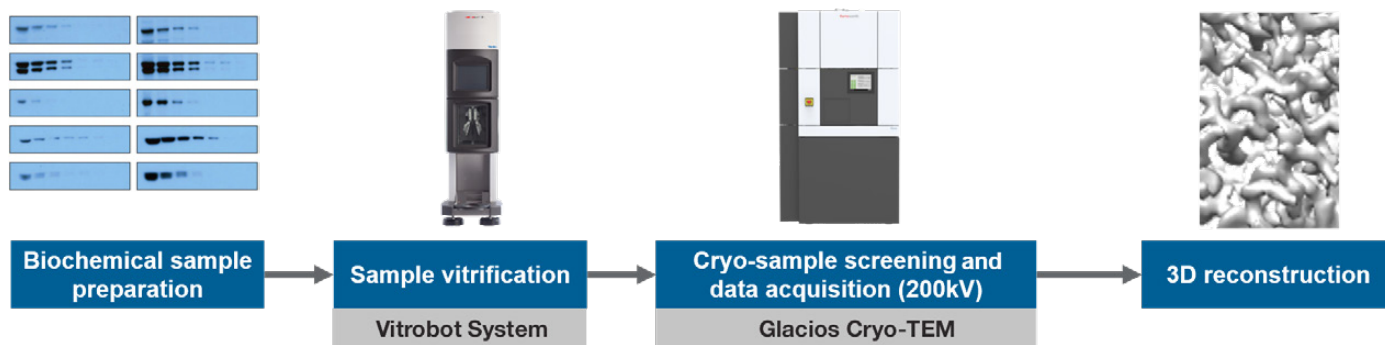 Biochemical sample
preparation
Sample vitrification
Vitrobot System
Cryo-sample screening and
data acquisition (200kV)
Glacios Cryo-TEM
3D reconstruction